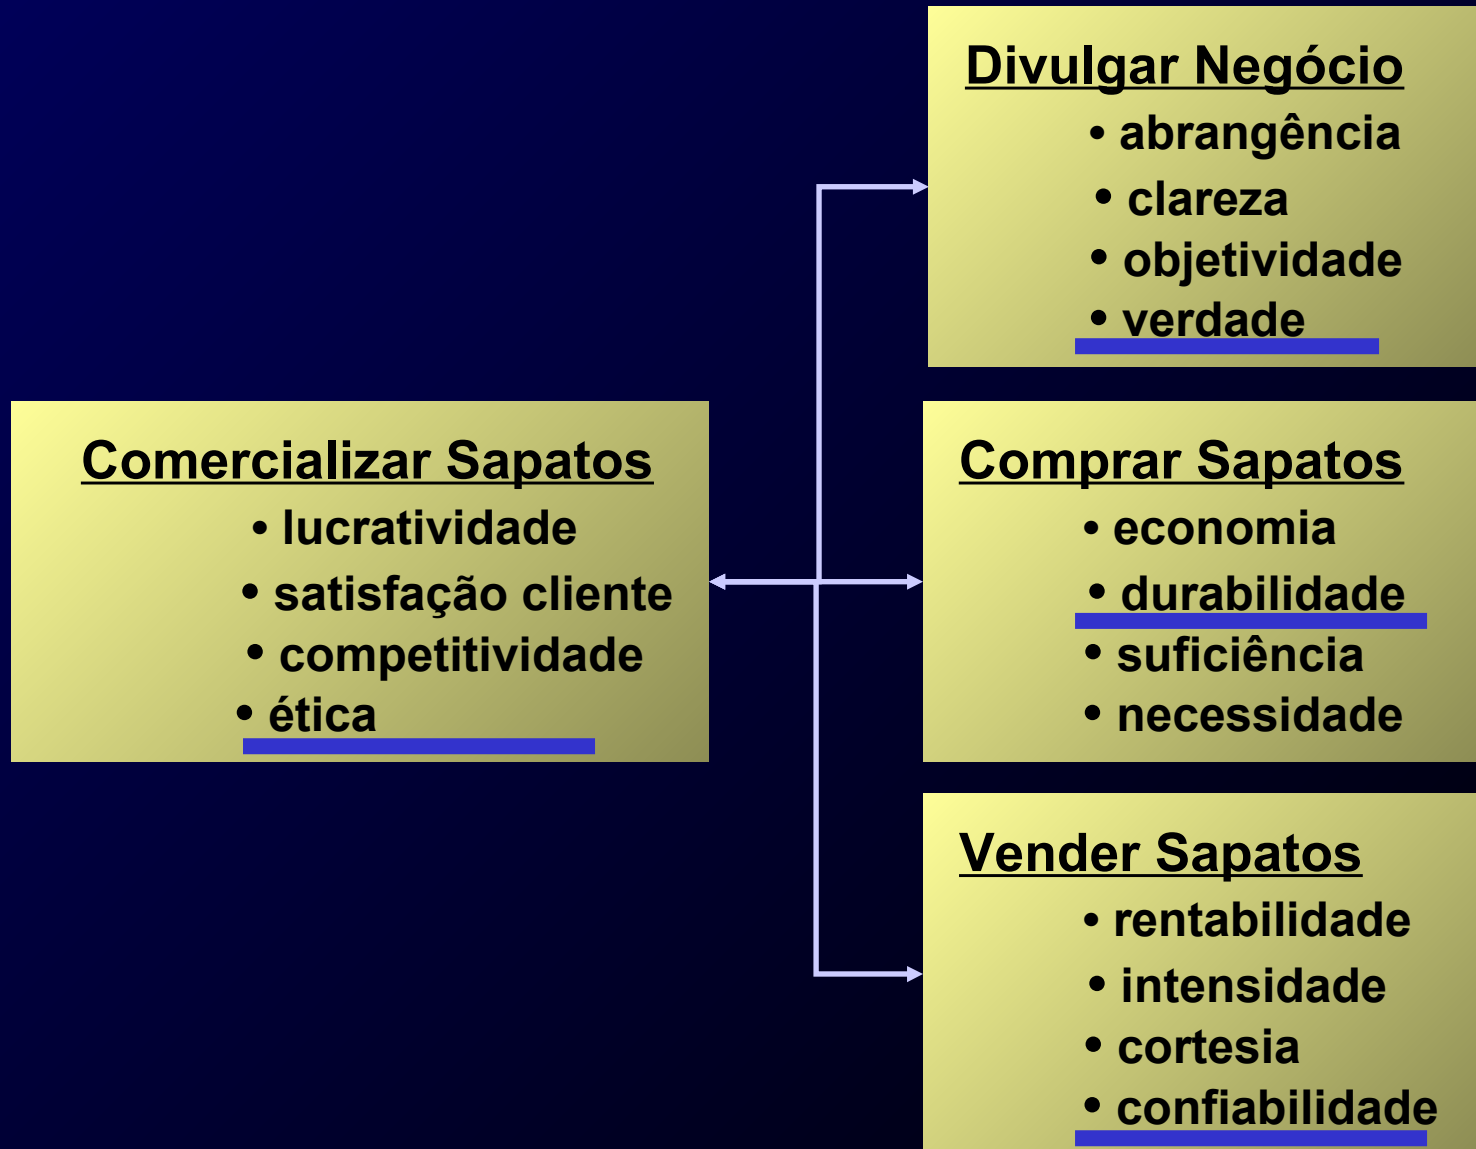 Divulgar Negócio
• abrangência
• clareza
• objetividade
• verdade
Comercializar Sapatos
• lucratividade
• satisfação cliente
• competitividade
• ética
Comprar Sapatos
• economia
• durabilidade
• suficiência
• necessidade
Vender Sapatos
• rentabilidade
• intensidade
• cortesia
• confiabilidade